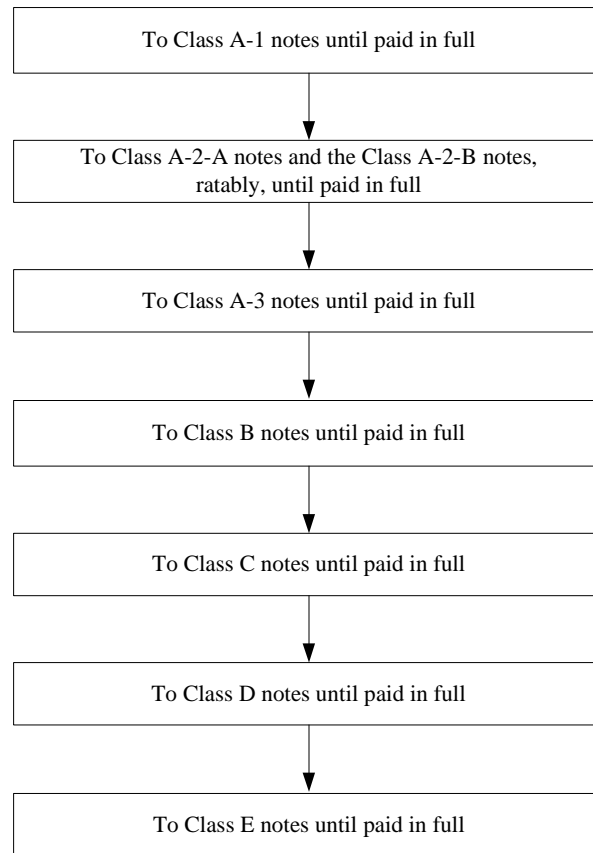 To Class A-1 notes until paid in full
To Class A-2-A notes and the Class A-2-B notes,
ratably, until paid in full
To Class A-3 notes until paid in full
To Class B notes until paid in full
To Class C notes until paid in full
To Class D notes until paid in full
To Class E notes until paid in full